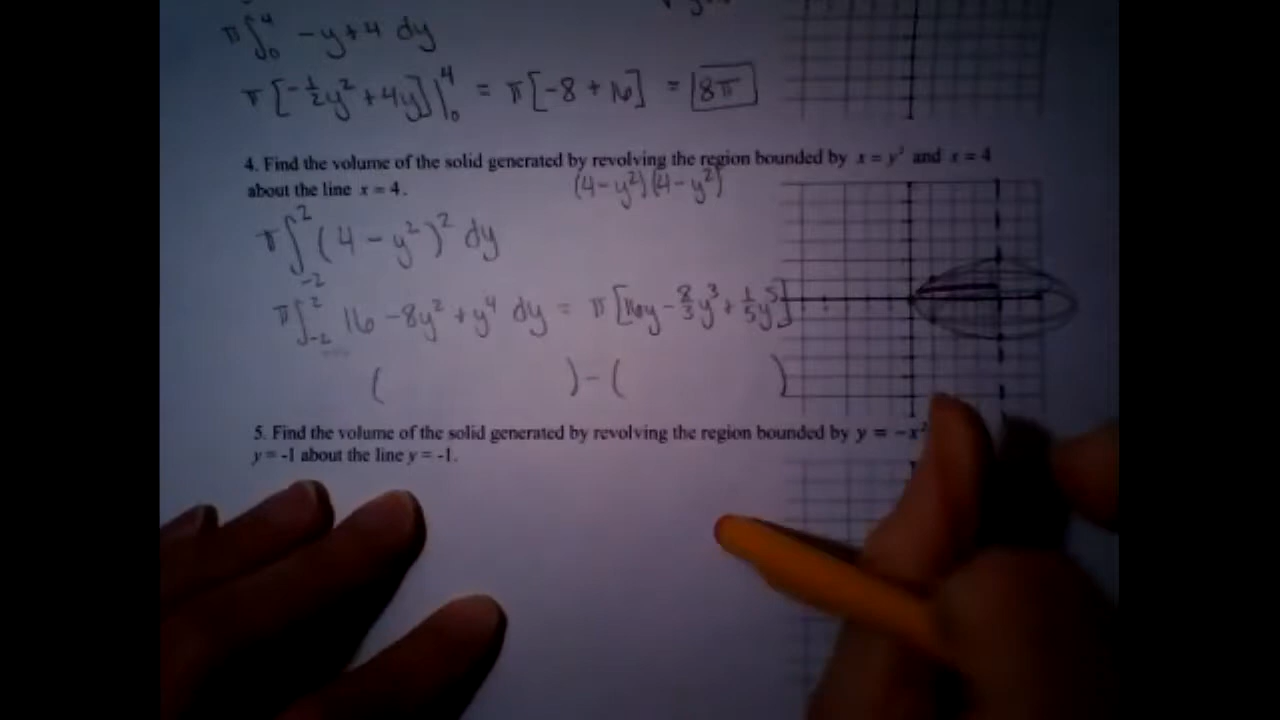 π∫₀⁴ -y+4 dy
π[-½y²+4y]|₀⁴ = π[-8+16] = 8π
4. Find the volume of the solid generated by revolving the region bounded by x = y² and x = 4
about the line x = 4.
(4-y²)(4-y²)
π∫₋₂² (4-y²)² dy
π∫₋₂² 16-8y²+y⁴ dy = π[16y-8/3y³+1/5y⁵]
( ) - ( )
5. Find the volume of the solid generated by revolving the region bounded by y = -x²
y = -1 about the line y = -1.